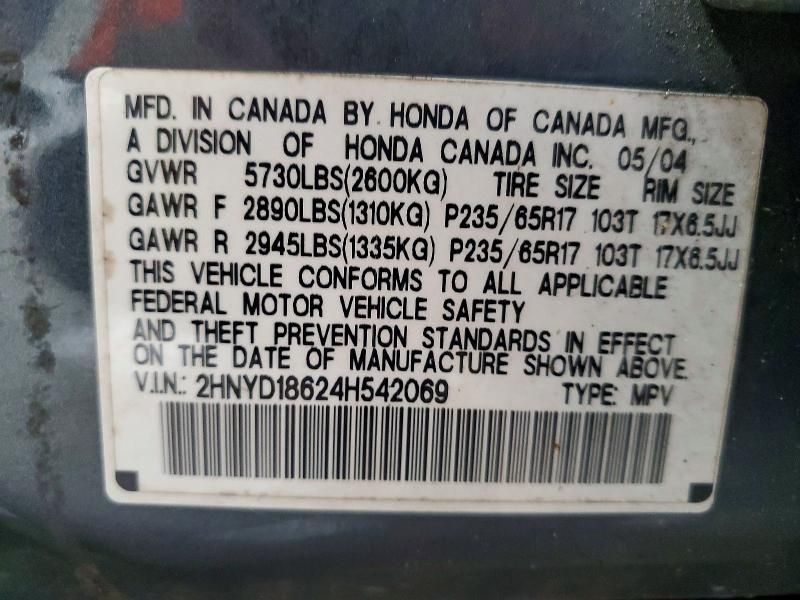 MFD. IN CANADA BY HONDA OF CANADA MFG.,
A DIVISION OF HONDA CANADA INC. 05/04
GVWR 5730LBS(2600KG) TIRE SIZE RIM SIZE
GAWR F 2890LBS(1310KG) P235/65R17 103T 17X6.5JJ
GAWR R 2945LBS(1335KG) P235/65R17 103T 17X6.5JJ
THIS VEHICLE CONFORMS TO ALL APPLICABLE
FEDERAL MOTOR VEHICLE SAFETY
AND THEFT PREVENTION STANDARDS IN EFFECT
ON THE DATE OF MANUFACTURE SHOWN ABOVE.
V.I.N.: 2HNYD18624H542069 TYPE: MPV